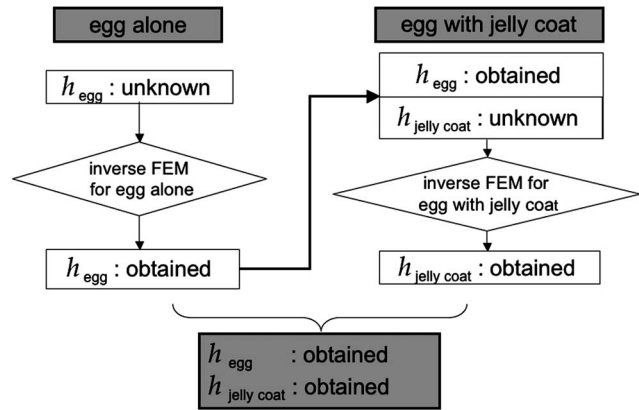 egg alone
h egg : unknown
inverse FEM
for egg alone
h egg : obtained
egg with jelly coat
h egg : obtained
h jelly coat : unknown
inverse FEM for
egg with jelly coat
h jelly coat : obtained
h egg : obtained
h jelly coat : obtained